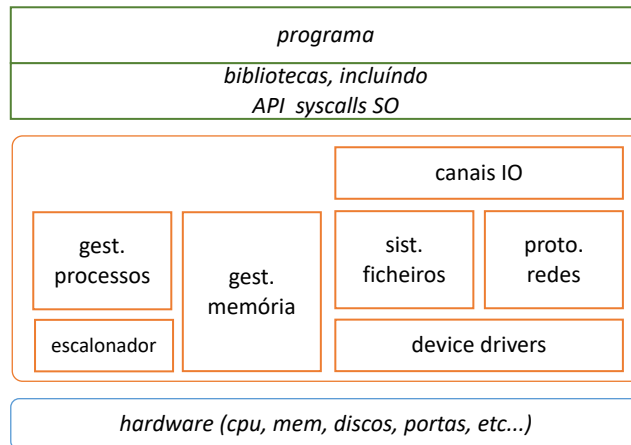 programa
bibliotecas, incluíndo
API syscalls SO
canais IO
gest.
processos
gest.
memória
sist.
ficheiros
proto.
redes
escalonador
device drivers
hardware (cpu, mem, discos, portas, etc...)